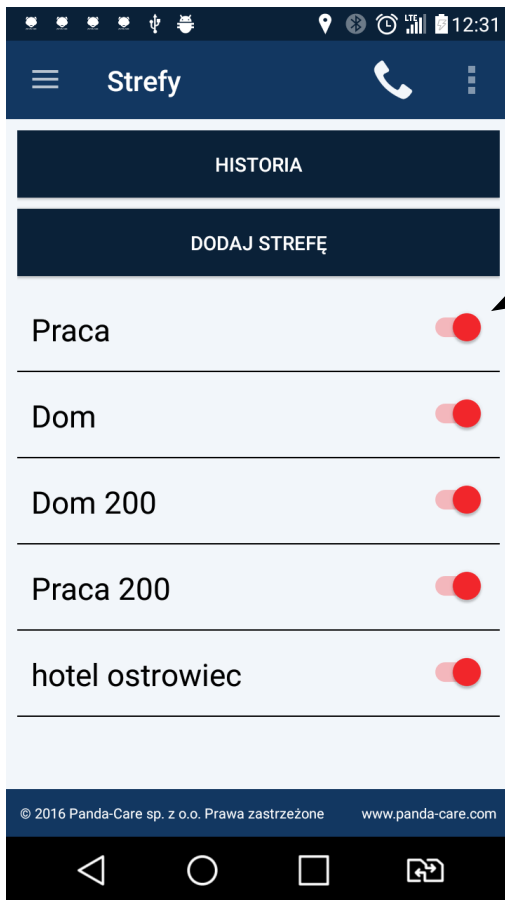 LTE 12:31
Strefy
HISTORIA
DODAJ STREFĘ
Praca
Dom
Dom 200
Praca 200
hotel ostrowiec
© 2016 Panda-Care sp. z o.o. Prawa zastrzeżone www.panda-care.com